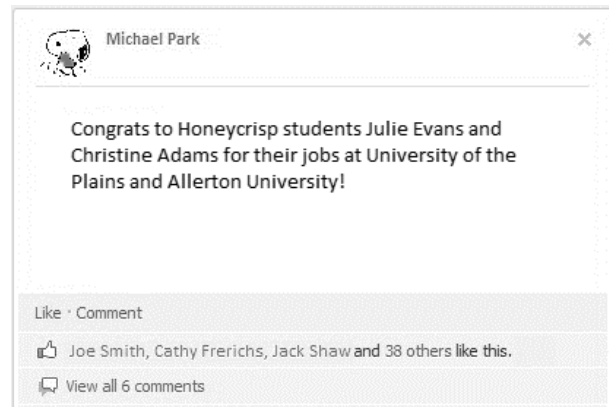 Michael Park
Congrats to Honeycrisp students Julie Evans and
Christine Adams for their jobs at University of the
Plains and Allerton University!
Like · Comment
Joe Smith, Cathy Frerichs, Jack Shaw and 38 others like this.
View all 6 comments